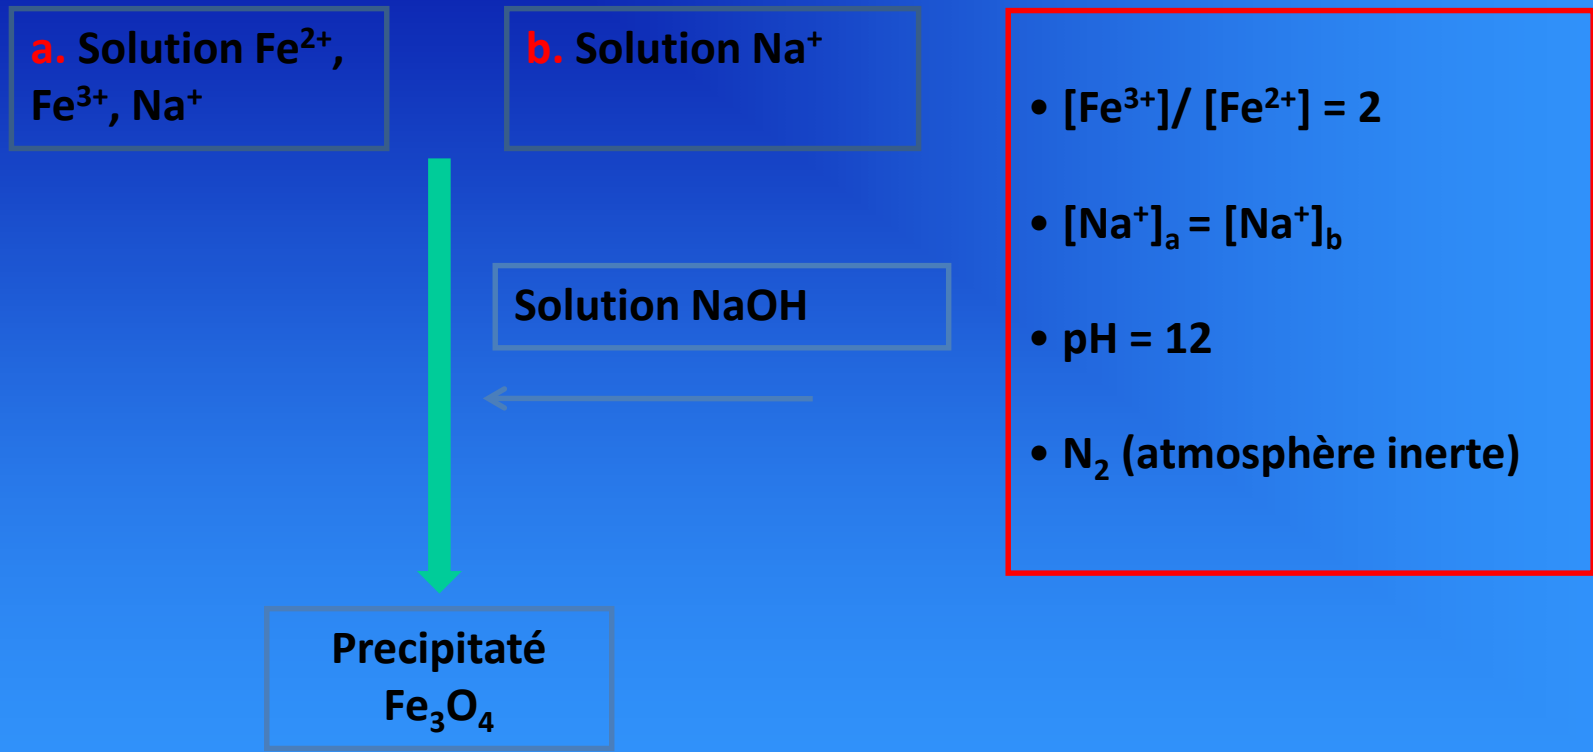 a. Solution Fe²⁺,
Fe³⁺, Na⁺
b. Solution Na⁺
Solution NaOH
Precipitaté
Fe₃O₄
• [Fe³⁺]/ [Fe²⁺] = 2
• [Na⁺]ₐ = [Na⁺]b
• pH = 12
• N₂ (atmosphère inerte)